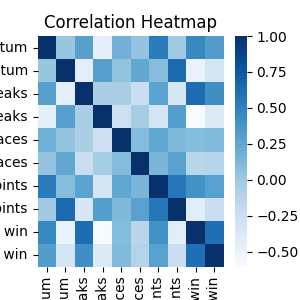 Correlation Heatmap
tum
tum
eaks
eaks
aces
aces
oints
oints
win
win
1.00
0.75
0.50
0.25
0.00
−0.25
−0.50
um
um
aks
aks
ces
ces
nts
nts
win
win